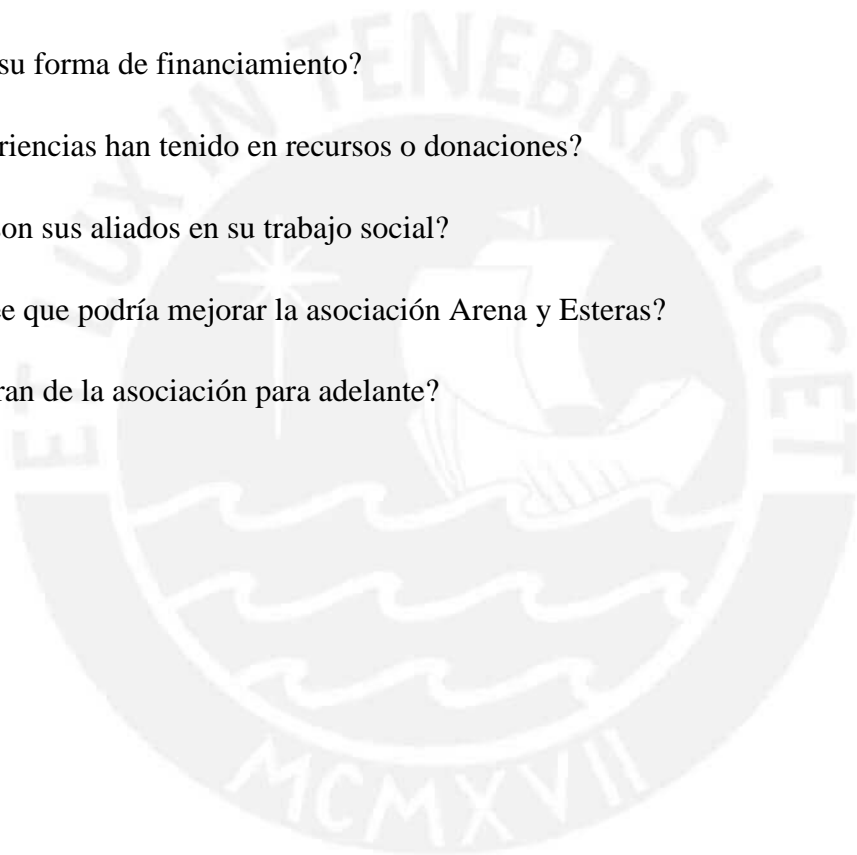 su forma de financiamiento?
riencias han tenido en recursos o donaciones?
on sus aliados en su trabajo social?
e que podría mejorar la asociación Arena y Esteras?
ran de la asociación para adelante?
ET LUX IN TENEBRIS LUCET
MCMXVII